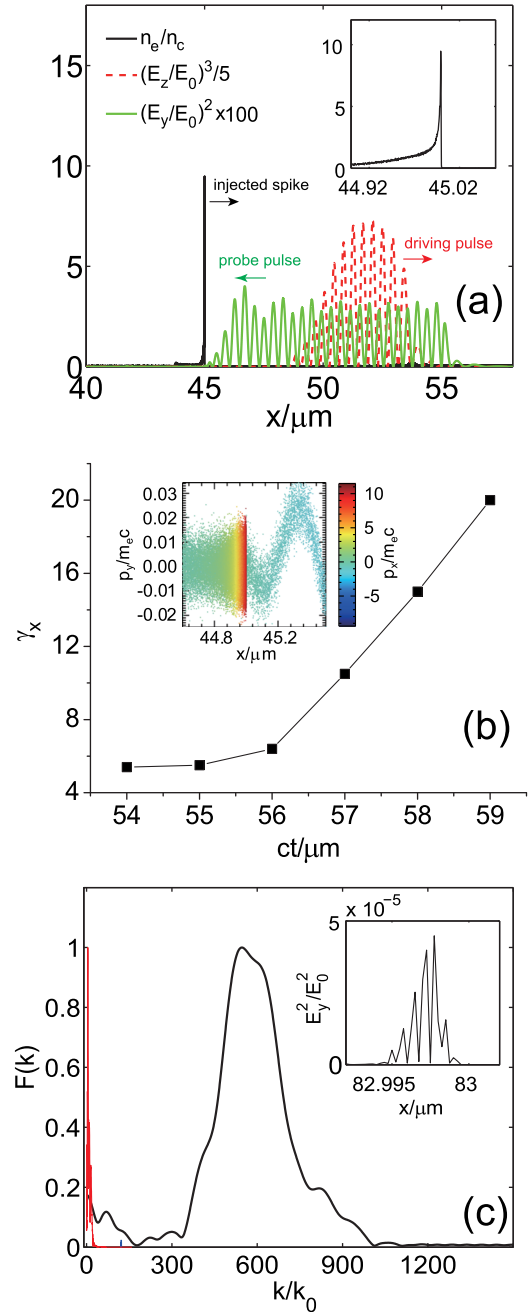 n_e/n_c
(E_z/E_0)^3/5
(E_y/E_0)^2×100
15
10
5
0
10
5
0
44.92 45.02
injected spike
probe pulse
driving pulse
(a)
40 45 50 55
x/μm
20
16
12
8
4
γ_x
0.03
0.02
0.01
0.00
-0.01
-0.02
p_y/m_ec
44.8 45.2
x/μm
10
5
0
-5
p_x/m_ec
(b)
54 55 56 57 58 59
ct/μm
1
0.8
0.6
0.4
0.2
0
F(k)
x 10^-5
5
0
E_y^2/E_0^2
82.995 83
x/μm
(c)
0 300 600 900 1200
k/k_0